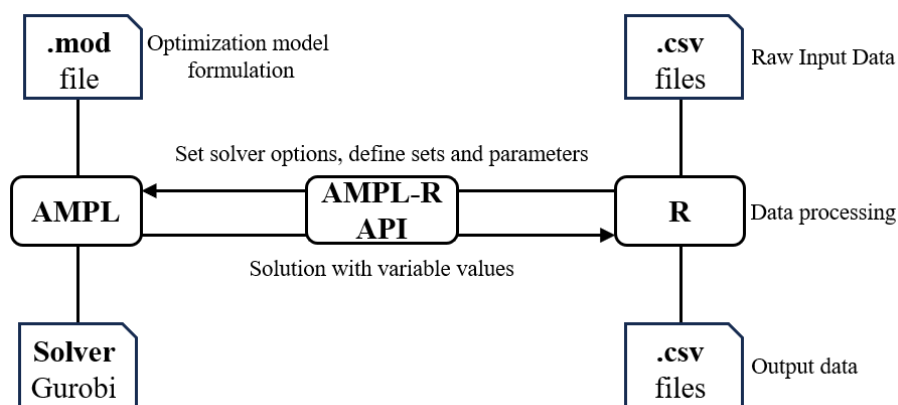 .mod
file
Optimization model
formulation
.csv
files
Raw Input Data
Set solver options, define sets and parameters
AMPL
AMPL-R
API
R
Data processing
Solution with variable values
Solver
Gurobi
.csv
files
Output data